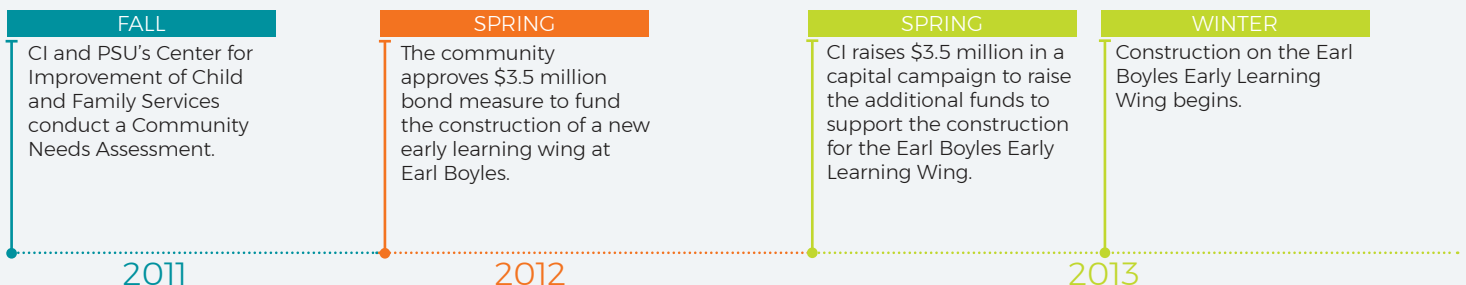 FALL
CI and PSU's Center for
Improvement of Child
and Family Services
conduct a Community
Needs Assessment.
SPRING
The community
approves $3.5 million
bond measure to fund
the construction of a new
early learning wing at
Earl Boyles.
SPRING
CI raises $3.5 million in a
capital campaign to raise
the additional funds to
support the construction
for the Earl Boyles Early
Learning Wing.
WINTER
Construction on the Earl
Boyles Early Learning
Wing begins.
2011
2012
2013